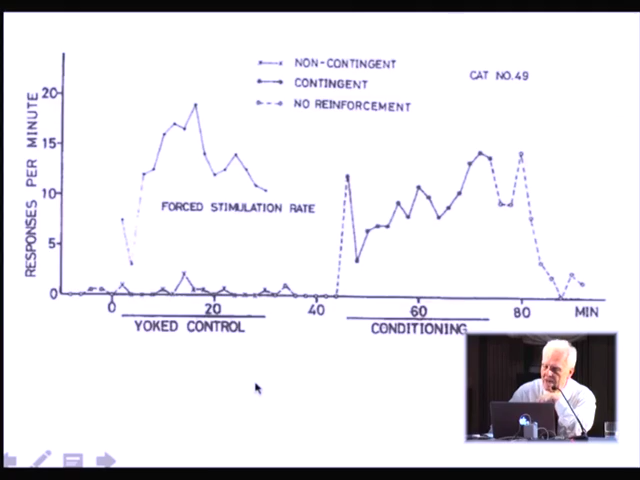 NON-CONTINGENT
CONTINGENT
NO REINFORCEMENT
CAT NO.49
RESPONSES PER MINUTE
20
15
10
5
0
FORCED STIMULATION RATE
0 20 40 60 80 MIN
YOKED CONTROL
CONDITIONING